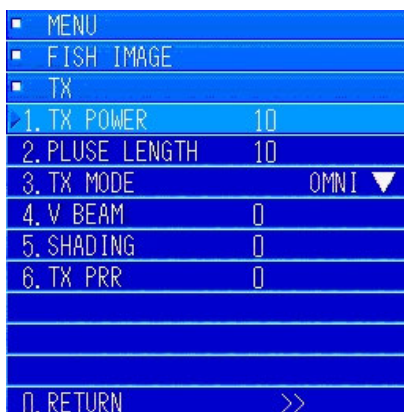 MENU
FISH IMAGE
TX
1. TX POWER 10
2. PLUSE LENGTH 10
3. TX MODE OMNI
4. V BEAM 0
5. SHADING 0
6. TX PRR 0
0. RETURN >>